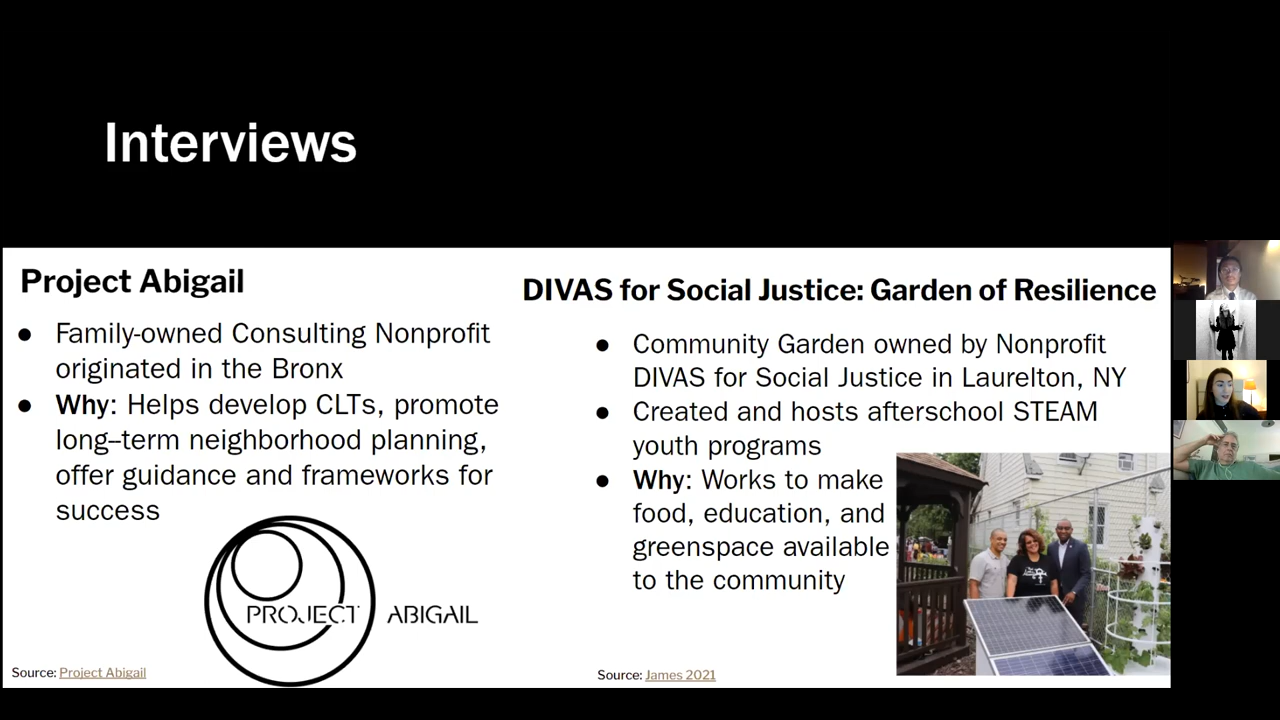 Interviews
Project Abigail
● Family-owned Consulting Nonprofit
originated in the Bronx
● Why: Helps develop CLTs, promote
long–term neighborhood planning,
offer guidance and frameworks for
success
PROJECT ABIGAIL
Source: Project Abigail
DIVAS for Social Justice: Garden of Resilience
● Community Garden owned by Nonprofit
DIVAS for Social Justice in Laurelton, NY
● Created and hosts afterschool STEAM
youth programs
● Why: Works to make
food, education, and
greenspace available
to the community
Source: James 2021